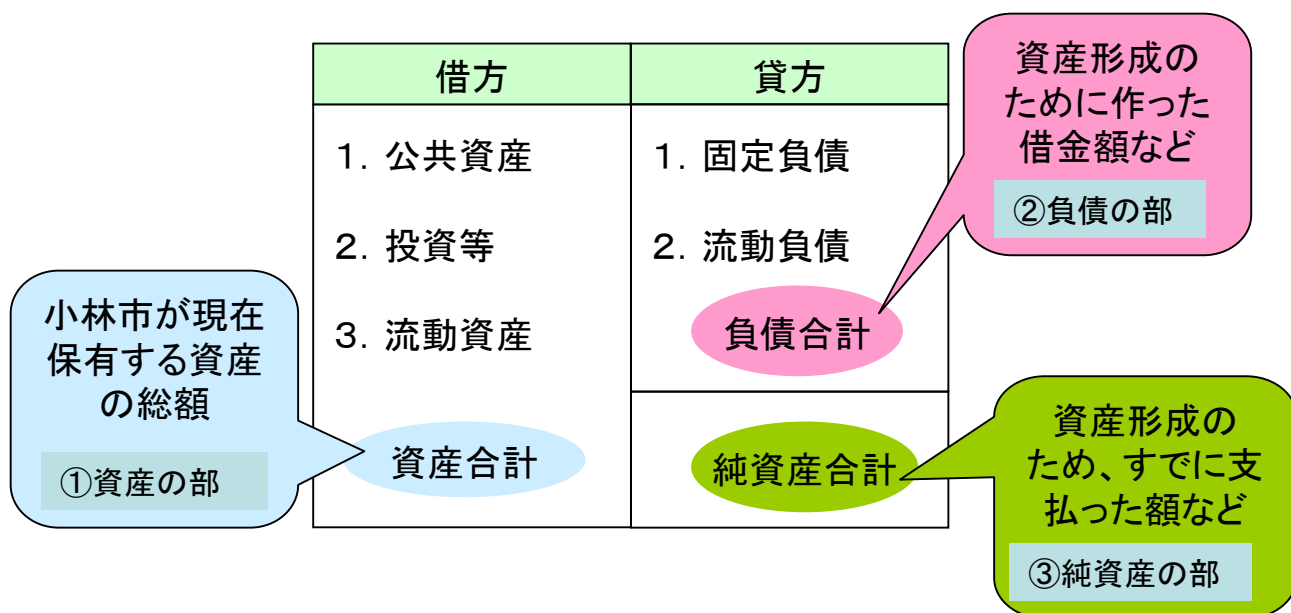 借方
貸方
1. 公共資産
2. 投資等
3. 流動資産
資産合計
1. 固定負債
2. 流動負債
負債合計
純資産合計
小林市が現在
保有する資産
の総額
①資産の部
資産形成の
ために作った
借金額など
②負債の部
資産形成の
ため、すでに支
払った額など
③純資産の部